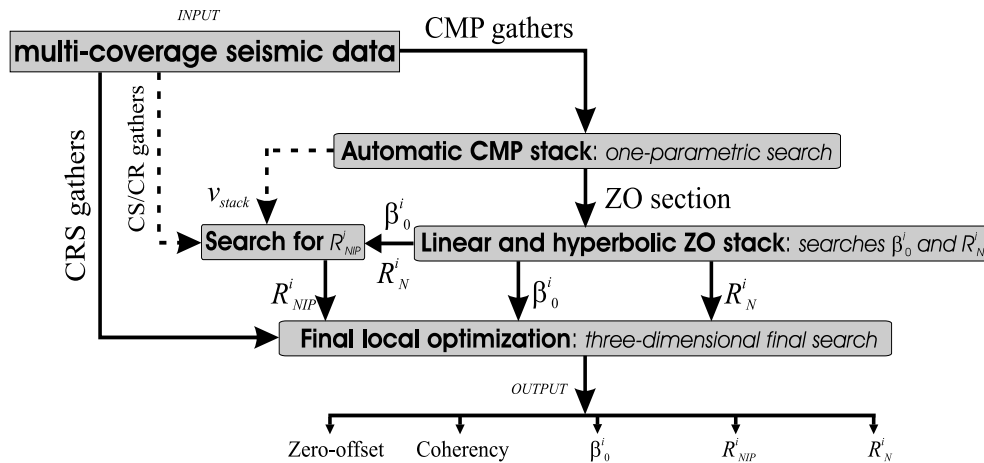 INPUT
multi-coverage seismic data
CMP gathers
CRS gathers
CS/CR gathers
Automatic CMP stack: one-parametric search
v_stack
ZO section
Search for R^i_NIP
β^i_0
R^i_N
Linear and hyperbolic ZO stack: searches β^i_0 and R^i_N
R^i_NIP
β^i_0
R^i_N
Final local optimization: three-dimensional final search
OUTPUT
Zero-offset
Coherency
β^i_0
R^i_NIP
R^i_N